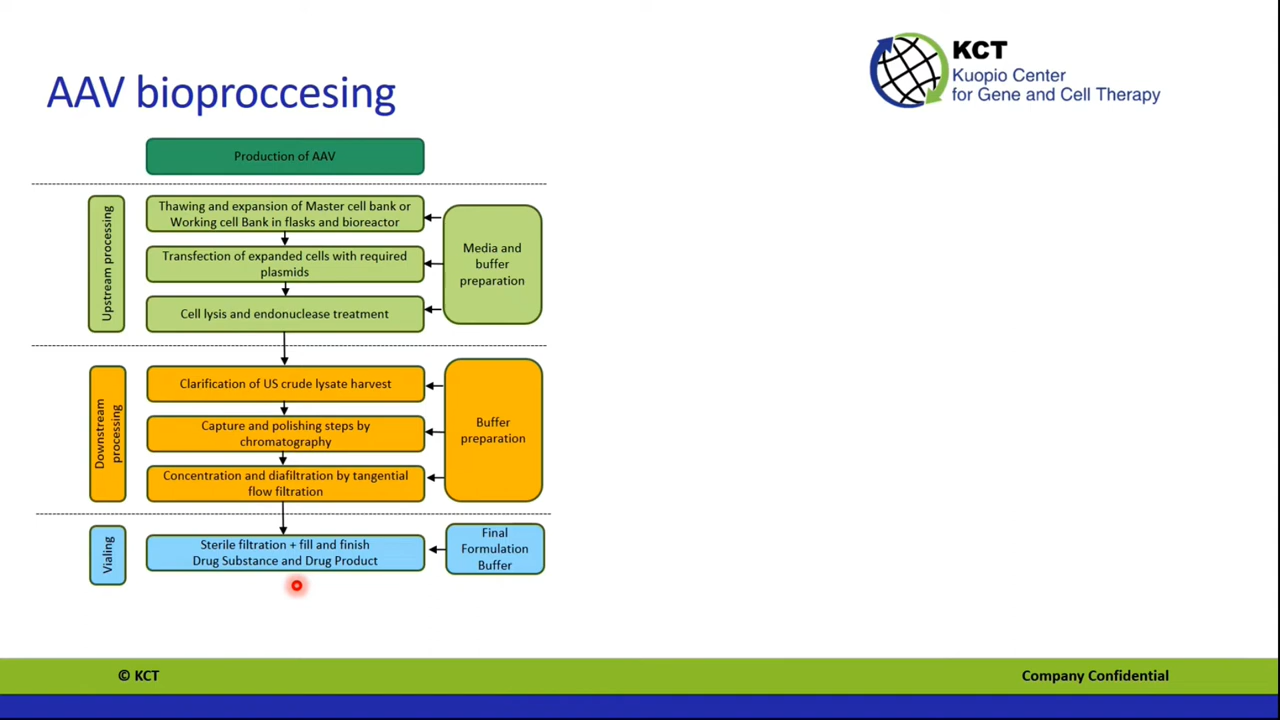 KCT
Kuopio Center
for Gene and Cell Therapy
AAV bioproccesing
Production of AAV
Upstream processing
Thawing and expansion of Master cell bank or
Working cell Bank in flasks and bioreactor
Transfection of expanded cells with required
plasmids
Cell lysis and endonuclease treatment
Media and
buffer
preparation
Downstream
processing
Clarification of US crude lysate harvest
Capture and polishing steps by
chromatography
Concentration and diafiltration by tangential
flow filtration
Buffer
preparation
Vialing
Sterile filtration + fill and finish
Drug Substance and Drug Product
Final
Formulation
Buffer
© KCT
Company Confidential